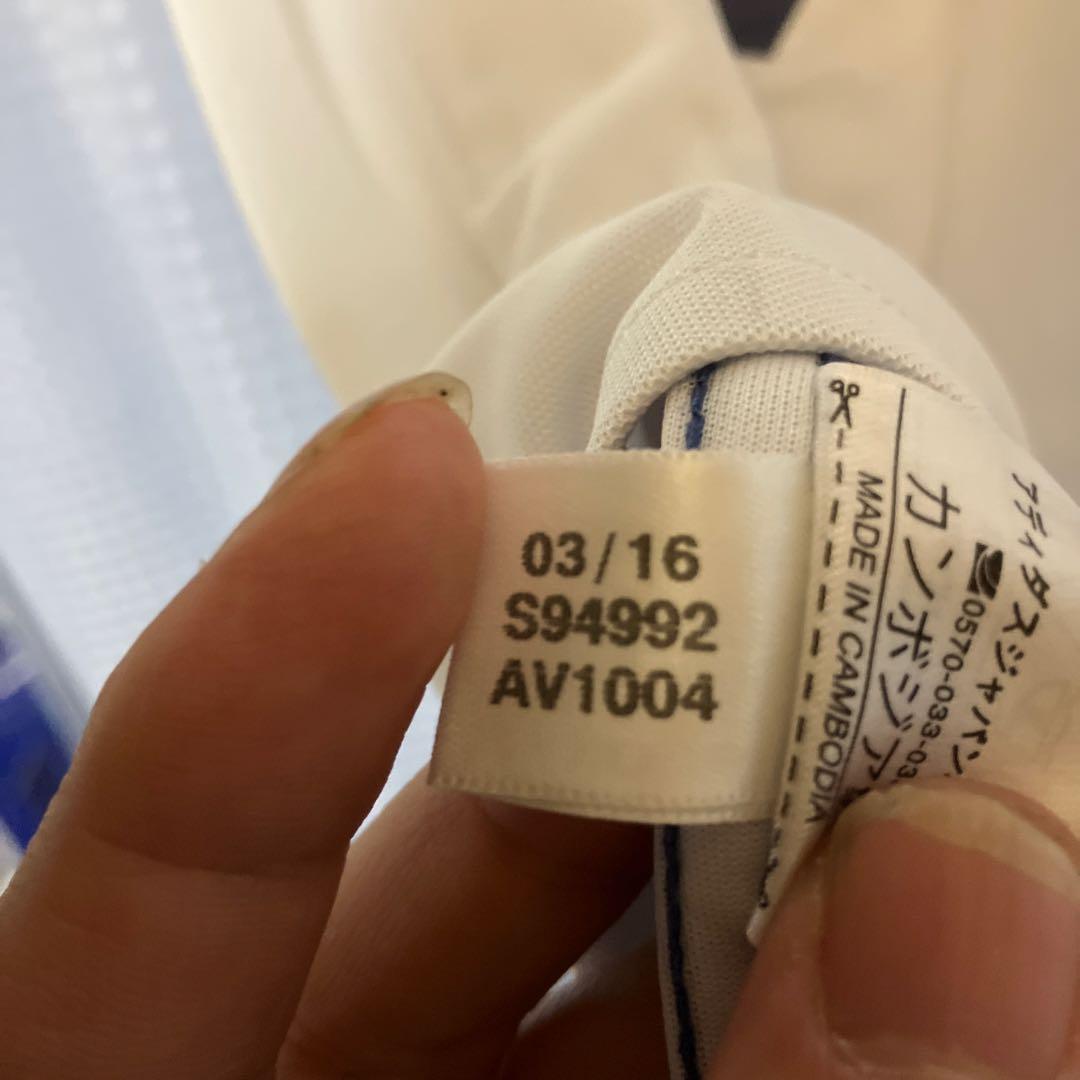 03/16
S94992
AV1004
MADE IN CAMBODIA
カンボジア
0570-033-03
アディダスジャパン